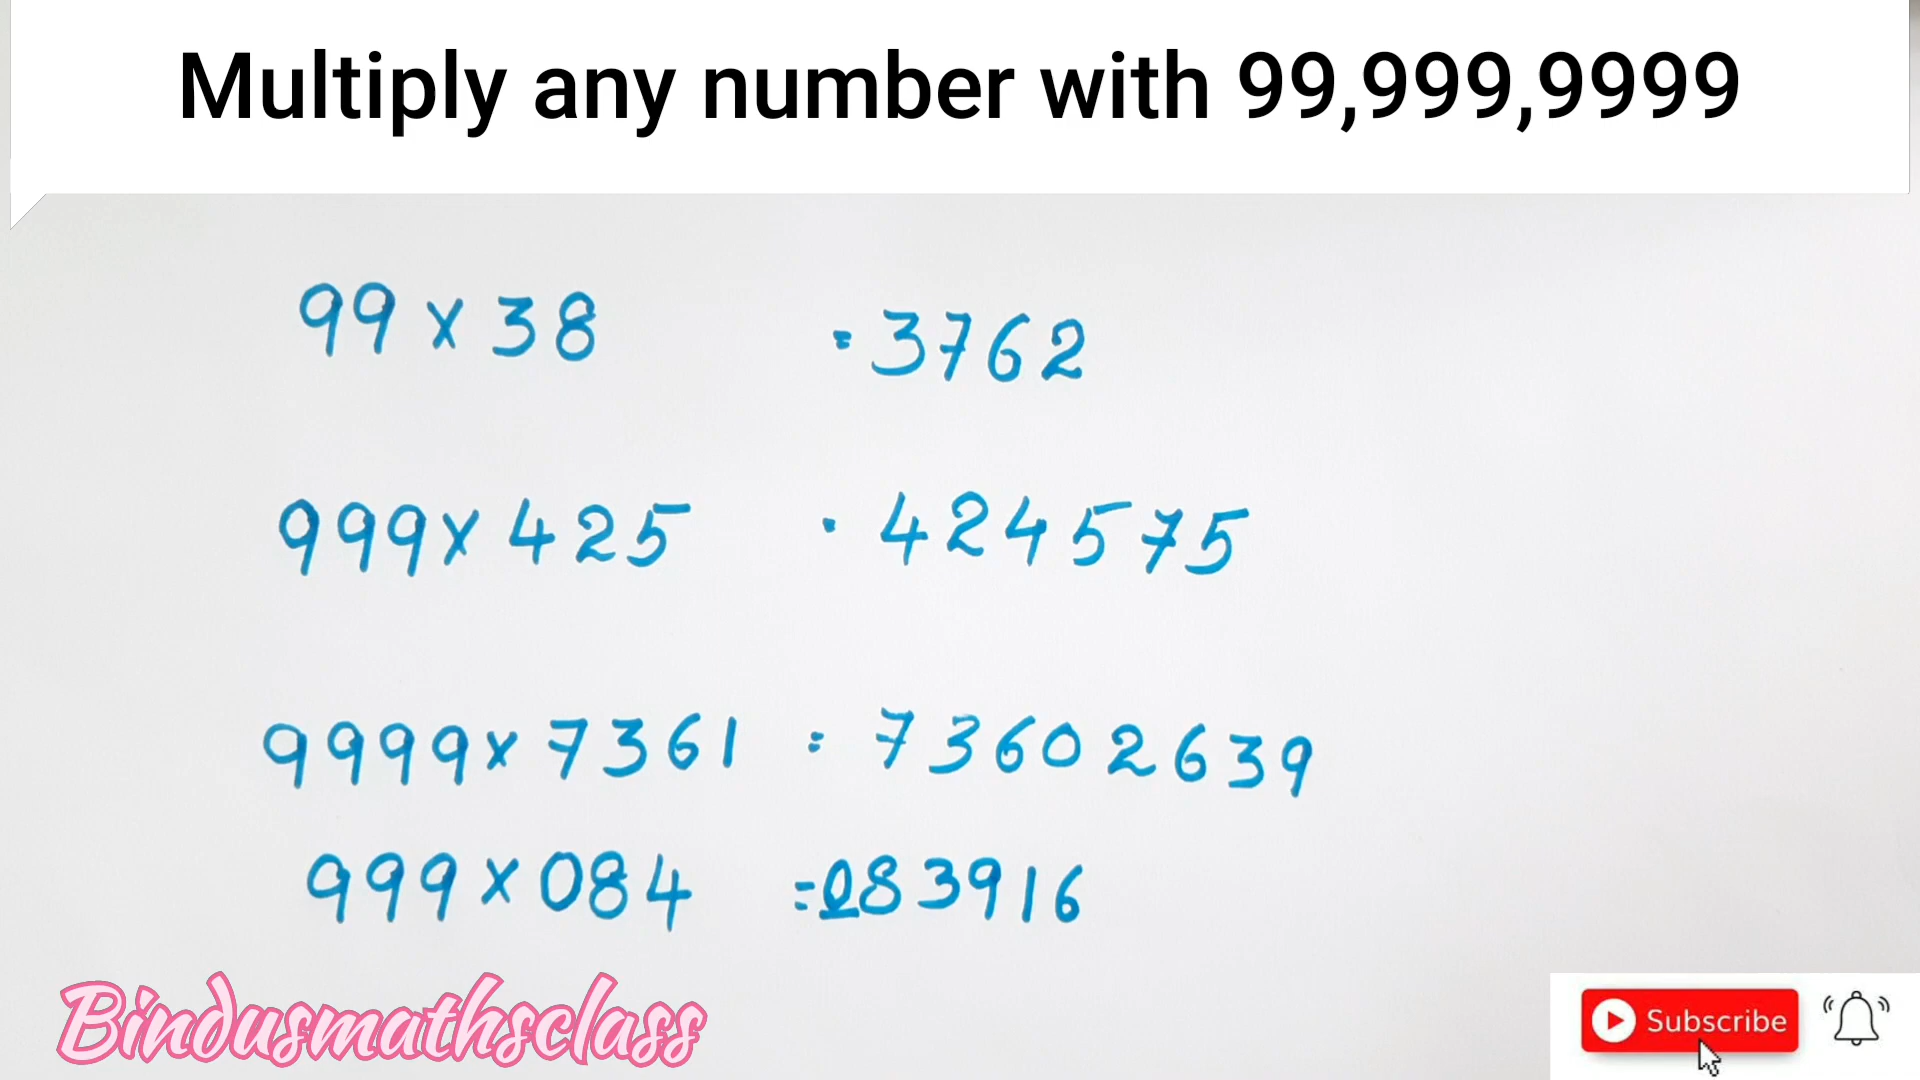 Multiply any number with 99,999,9999
99 x 38 = 3762
999 x 425 = 424575
9999 x 7361 = 73602639
999 x 084 = 083916
Bindusmathsclass
Subscribe